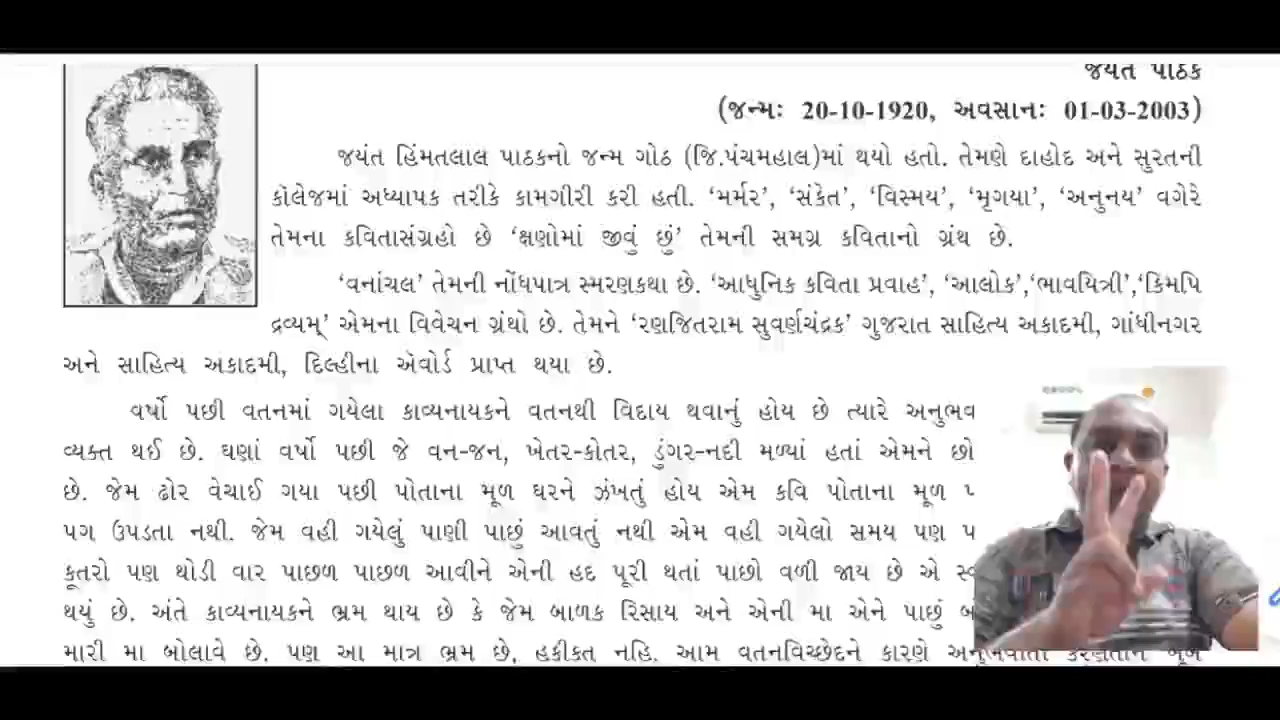 જયંત પાઠક
(જન્મઃ 20-10-1920, અવસાનઃ 01-03-2003)
જયંત હિંમતલાલ પાઠકનો જન્મ ગોઠ (જિ.પંચમહાલ)માં થયો હતો. તેમણે દાહોદ અને સુરતની
કૉલેજમાં અધ્યાપક તરીકે કામગીરી કરી હતી. ‘મર્મર’, ‘સંકેત’, ‘વિસ્મય’, ‘મૃગયા’, ‘અનુનય’ વગેરે
તેમના કવિતાસંગ્રહો છે ‘ક્ષણોમાં જીવું છું’ તેમની સમગ્ર કવિતાનો ગ્રંથ છે.
‘વનાંચલ’ તેમની નોંધપાત્ર સ્મરણકથા છે. ‘આધુનિક કવિતા પ્રવાહ’, ‘આલોક’,‘ભાવયિત્રી’,‘કિમપિ
દ્રવ્યમ્’ એમના વિવેચન ગ્રંથો છે. તેમને ‘રણજિતરામ સુવર્ણચંદ્રક’ ગુજરાત સાહિત્ય અકાદમી, ગાંધીનગર
અને સાહિત્ય અકાદમી, દિલ્હીના ઍવોર્ડ પ્રાપ્ત થયા છે.
વર્ષો પછી વતનમાં ગયેલા કાવ્યનાયકને વતનથી વિદાય થવાનું હોય છે ત્યારે અનુભવ
વ્યક્ત થઈ છે. ઘણાં વર્ષો પછી જે વન-જન, ખેતર-કોતર, ડુંગર-નદી મળ્યાં હતાં એમને છો
છે. જેમ ઢોર વેચાઈ ગયા પછી પોતાના મૂળ ઘરને ઝંખતું હોય એમ કવિ પોતાના મૂળ
પગ ઉપડતા નથી. જેમ વહી ગયેલું પાણી પાછું આવતું નથી એમ વહી ગયેલો સમય પણ પ
કૂતરો પણ થોડી વાર પાછળ પાછળ આવીને એની હદ પૂરી થતાં પાછો વળી જાય છે એ
થયું છે. અંતે કાવ્યનાયકને ભ્રમ થાય છે કે જેમ બાળક રિસાય અને એની મા એને પાછું
મારી મા બોલાવે છે. પણ આ માત્ર ભ્રમ છે, હકીકત નહિ. આમ વતનવિચ્છેદને કારણે